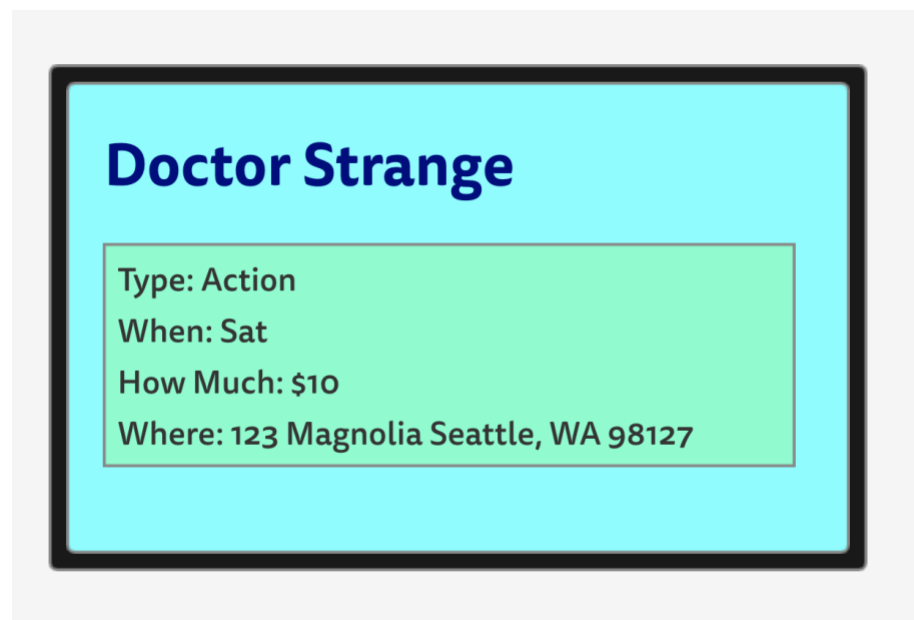 Doctor Strange
Type: Action
When: Sat
How Much: $10
Where: 123 Magnolia Seattle, WA 98127